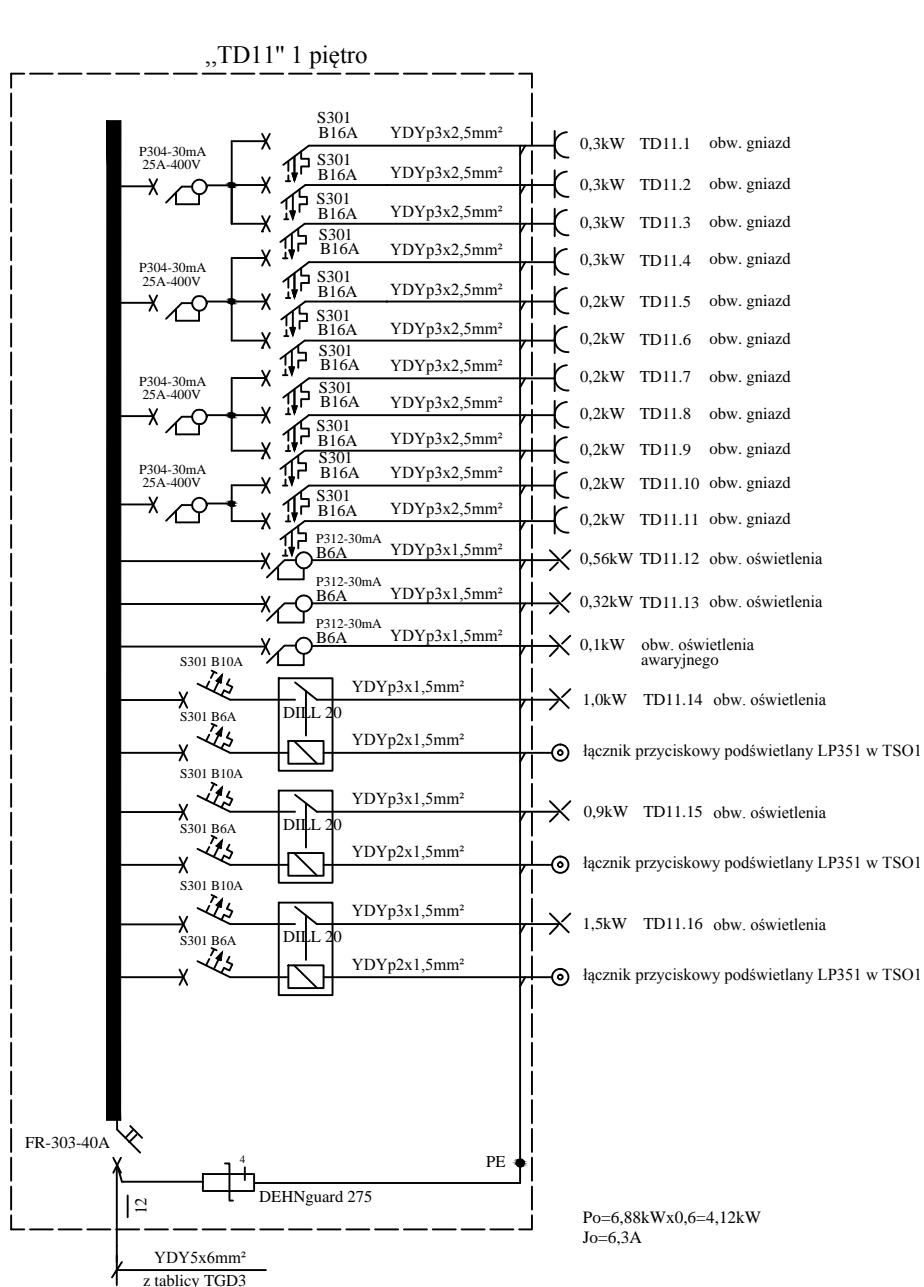 ,,TD11" 1 piętro
S301
B16A YDYp3x2,5mm² 0,3kW TD11.1 obw. gniazd
P304-30mA
25A-400V
S301
B16A YDYp3x2,5mm² 0,3kW TD11.2 obw. gniazd
S301
B16A YDYp3x2,5mm² 0,3kW TD11.3 obw. gniazd
S301
B16A YDYp3x2,5mm² 0,3kW TD11.4 obw. gniazd
P304-30mA
25A-400V
S301
B16A YDYp3x2,5mm² 0,2kW TD11.5 obw. gniazd
S301
B16A YDYp3x2,5mm² 0,2kW TD11.6 obw. gniazd
S301
B16A YDYp3x2,5mm² 0,2kW TD11.7 obw. gniazd
P304-30mA
25A-400V
S301
B16A YDYp3x2,5mm² 0,2kW TD11.8 obw. gniazd
S301
B16A YDYp3x2,5mm² 0,2kW TD11.9 obw. gniazd
P304-30mA
25A-400V
S301
B16A YDYp3x2,5mm² 0,2kW TD11.10 obw. gniazd
S301
B16A YDYp3x2,5mm² 0,2kW TD11.11 obw. gniazd
P312-30mA
B6A YDYp3x1,5mm² 0,56kW TD11.12 obw. oświetlenia
P312-30mA
B6A YDYp3x1,5mm² 0,32kW TD11.13 obw. oświetlenia
P312-30mA
B6A YDYp3x1,5mm² 0,1kW obw. oświetlenia
awaryjnego
S301 B10A YDYp3x1,5mm² 1,0kW TD11.14 obw. oświetlenia
DILL 20
S301 B6A YDYp2x1,5mm² łącznik przyciskowy podświetlany LP351 w TSO1
S301 B10A YDYp3x1,5mm² 0,9kW TD11.15 obw. oświetlenia
DILL 20
S301 B6A YDYp2x1,5mm² łącznik przyciskowy podświetlany LP351 w TSO1
S301 B10A YDYp3x1,5mm² 1,5kW TD11.16 obw. oświetlenia
DILL 20
S301 B6A YDYp2x1,5mm² łącznik przyciskowy podświetlany LP351 w TSO1
FR-303-40A
PE
4
DEHNguard 275
12
Po=6,88kWx0,6=4,12kW
Jo=6,3A
YDY5x6mm²
z tablicy TGD3